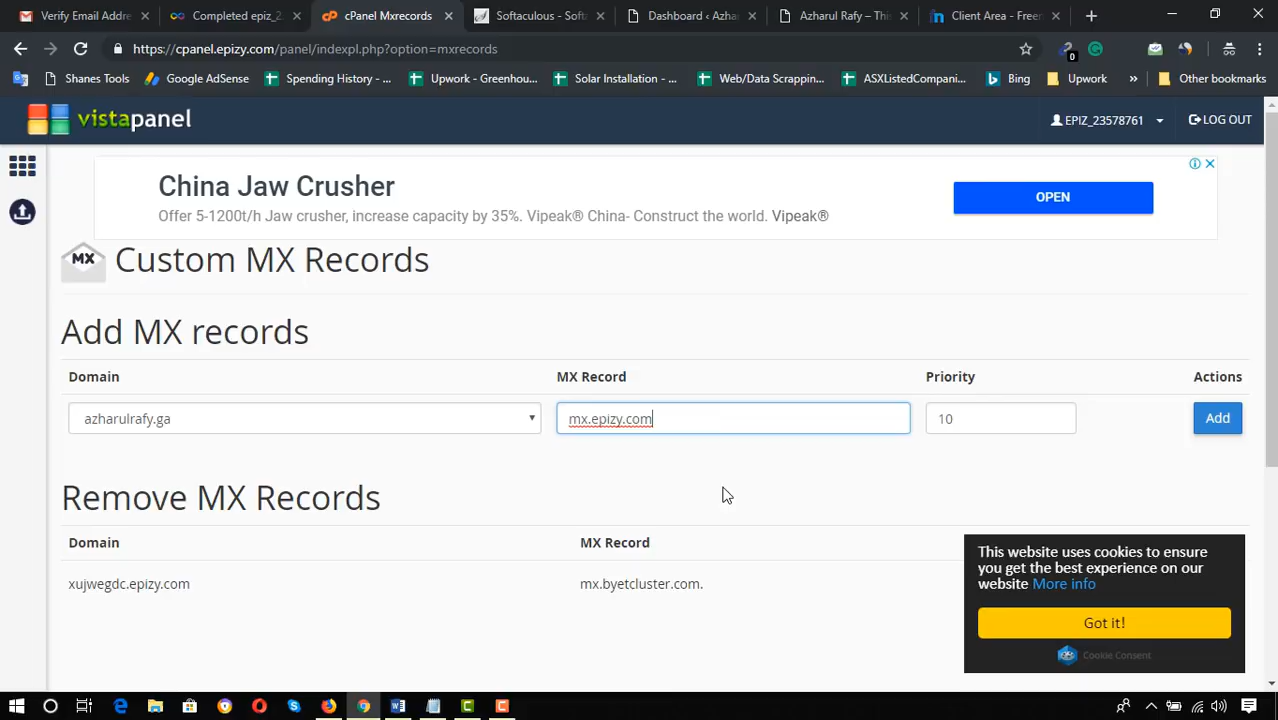 Verify Email Addre
Completed epiz_2
cPanel Mxrecords
Softaculous - Soft
Dashboard ‹ Azha
Azharul Rafy – Thi
Client Area - Freen
https://cpanel.epizy.com/panel/indexpl.php?option=mxrecords
0
Shanes Tools
Google AdSense
Spending History - ...
Upwork - Greenhou...
Solar Installation - ...
Web/Data Scrappin...
ASXListedCompani...
Bing
Upwork
»
Other bookmarks
vistapanel
EPIZ_23578761
LOG OUT
China Jaw Crusher
Offer 5-1200t/h Jaw crusher, increase capacity by 35%. Vipeak® China- Construct the world. Vipeak®
OPEN
MX
Custom MX Records
Add MX records
Domain
MX Record
Priority
Actions
azharulrafy.ga
mx.epizy.com
10
Add
Remove MX Records
Domain
MX Record
xujwegdc.epizy.com
mx.byetcluster.com.
This website uses cookies to ensure
you get the best experience on our
website More info
Got it!
Cookie Consent